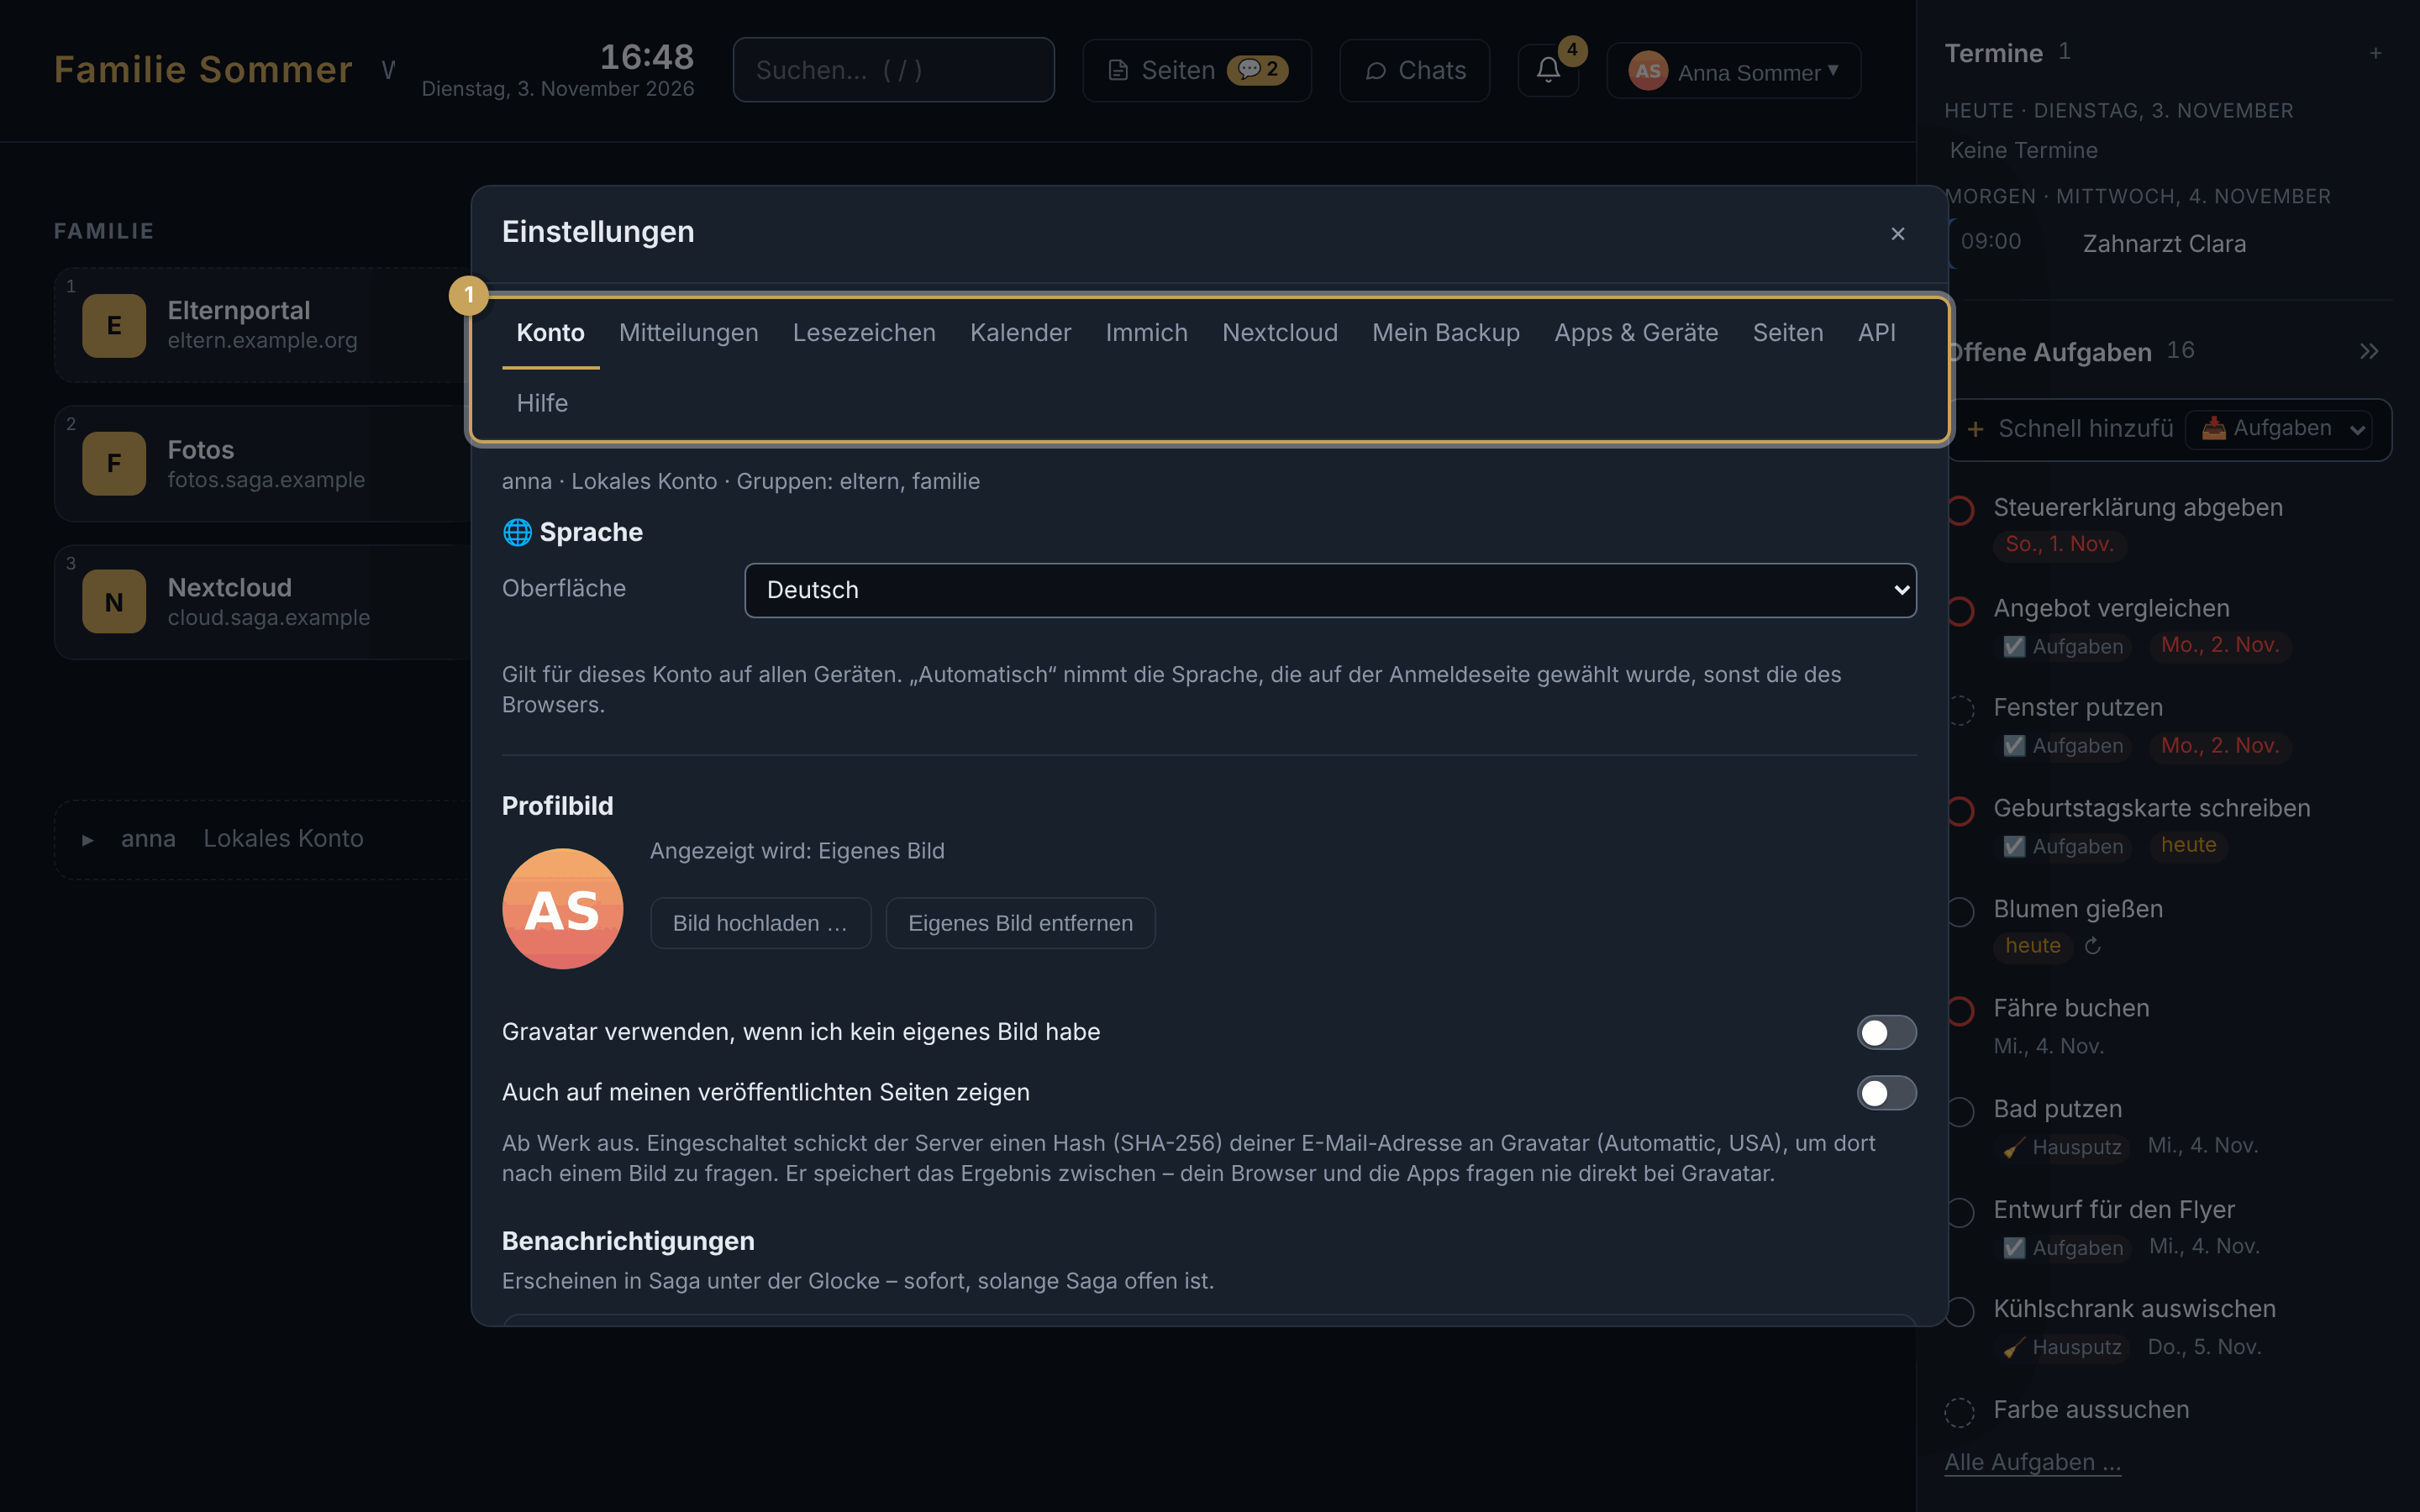 Familie Sommer
16:48
Dienstag, 3. November 2026
Suchen... ( / )
Seiten 💬 2
Chats
4
AS Anna Sommer ▾
FAMILIE
1
E
Elternportal
eltern.example.org
2
F
Fotos
fotos.saga.example
3
N
Nextcloud
cloud.saga.example
▸ anna Lokales Konto
Einstellungen
×
1
Konto Mitteilungen Lesezeichen Kalender Immich Nextcloud Mein Backup Apps & Geräte Seiten API
Hilfe
anna · Lokales Konto · Gruppen: eltern, familie
🌐 Sprache
Oberfläche
Deutsch
Gilt für dieses Konto auf allen Geräten. „Automatisch“ nimmt die Sprache, die auf der Anmeldeseite gewählt wurde, sonst die des
Browsers.
Profilbild
AS
Angezeigt wird: Eigenes Bild
Bild hochladen …
Eigenes Bild entfernen
Gravatar verwenden, wenn ich kein eigenes Bild habe
Auch auf meinen veröffentlichten Seiten zeigen
Ab Werk aus. Eingeschaltet schickt der Server einen Hash (SHA-256) deiner E-Mail-Adresse an Gravatar (Automattic, USA), um dort
nach einem Bild zu fragen. Er speichert das Ergebnis zwischen – dein Browser und die Apps fragen nie direkt bei Gravatar.
Benachrichtigungen
Erscheinen in Saga unter der Glocke – sofort, solange Saga offen ist.
Termine 1
+
HEUTE · DIENSTAG, 3. NOVEMBER
Keine Termine
MORGEN · MITTWOCH, 4. NOVEMBER
09:00 Zahnarzt Clara
Offene Aufgaben 16
+ Schnell hinzufü
📥 Aufgaben
Steuererklärung abgeben
So., 1. Nov.
Angebot vergleichen
☑️ Aufgaben Mo., 2. Nov.
Fenster putzen
☑️ Aufgaben Mo., 2. Nov.
Geburtstagskarte schreiben
☑️ Aufgaben heute
Blumen gießen
heute
Fähre buchen
Mi., 4. Nov.
Bad putzen
🧹 Hausputz Mi., 4. Nov.
Entwurf für den Flyer
☑️ Aufgaben Mi., 4. Nov.
Kühlschrank auswischen
🧹 Hausputz Do., 5. Nov.
Farbe aussuchen
Alle Aufgaben ...